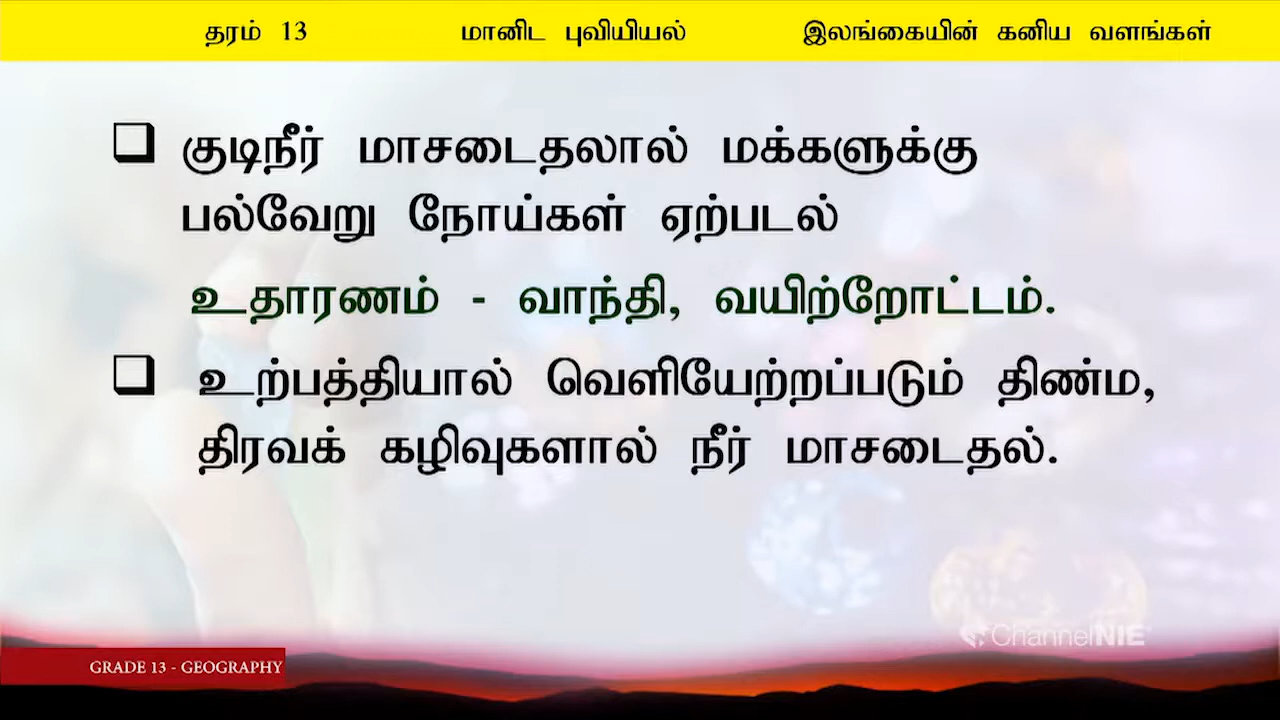 தரம் 13 மானிட புவியியல் இலங்கையின் கனிய வளங்கள்
❑ குடிநீர் மாசடைதலால் மக்களுக்கு
பல்வேறு நோய்கள் ஏற்படல்
உதாரணம் - வாந்தி, வயிற்றோட்டம்.
❑ உற்பத்தியால் வெளியேற்றப்படும் திண்ம,
திரவக் கழிவுகளால் நீர் மாசடைதல்.
ChannelNIE
GRADE 13 - GEOGRAPHY